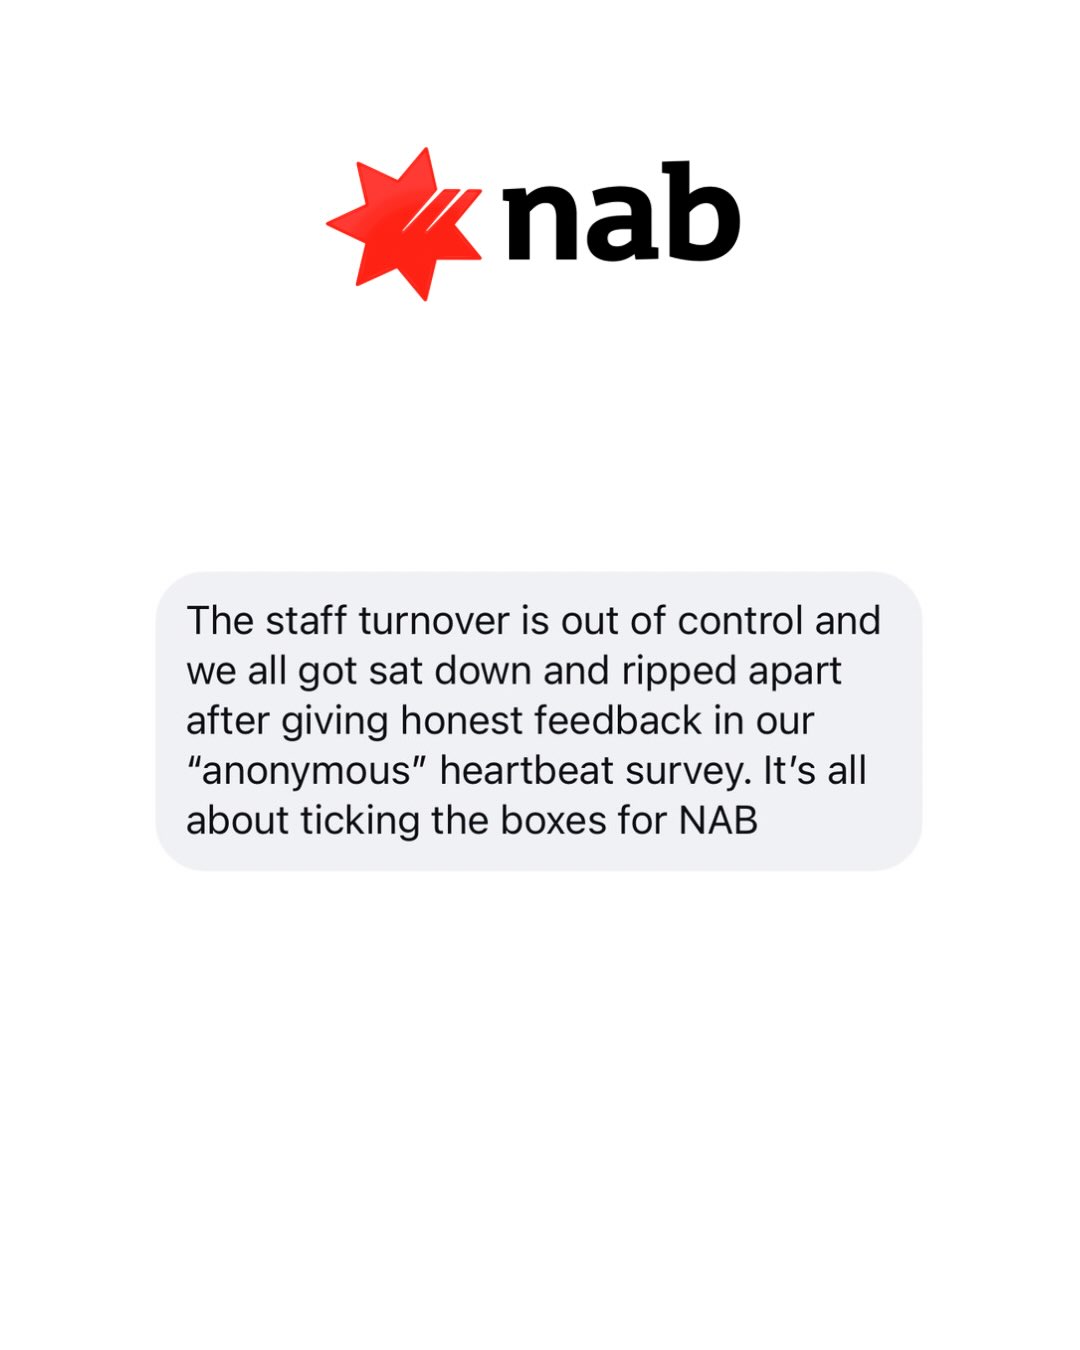 nab
The staff turnover is out of control and
we all got sat down and ripped apart
after giving honest feedback in our
“anonymous” heartbeat survey. It’s all
about ticking the boxes for NAB